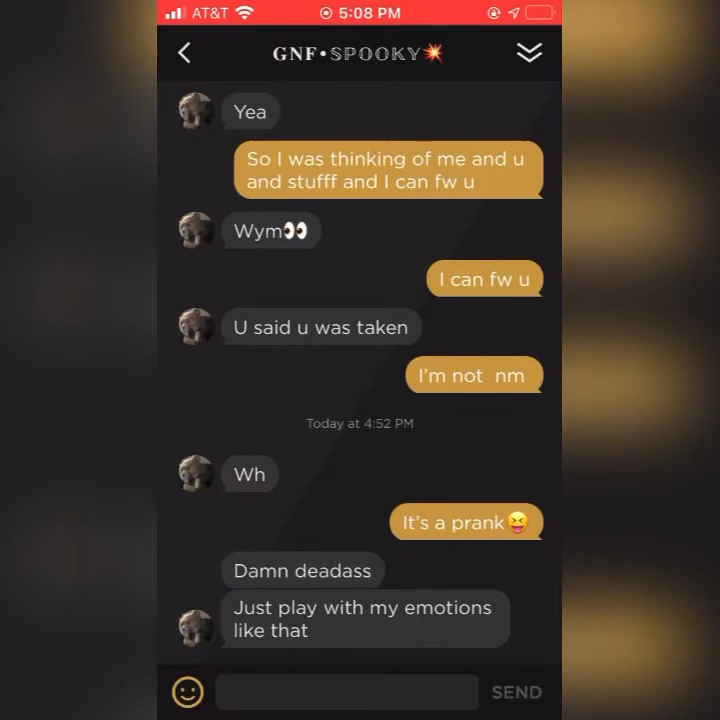 AT&T 5:08 PM
GNF•SPOOKY💥
Yea
So I was thinking of me and u
and stufff and I can fw u
Wym👀
I can fw u
U said u was taken
I'm not  nm
Today at 4:52 PM
Wh
It's a prank😝
Damn deadass
Just play with my emotions
like that
SEND